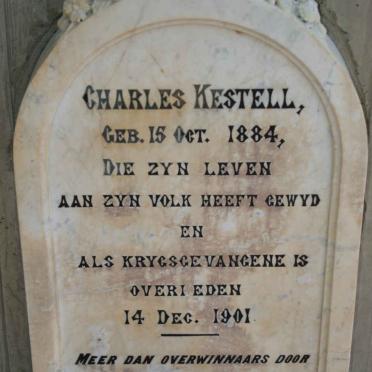 CHARLES KESTELL,
GEB. 15 OCT. 1884,
DIE ZYN LEVEN
AAN ZYN VOLK HEEFT GEWYD
EN
ALS KRYGSGEVANGENE IS
OVERLEDEN
14 DEC. 1901
MEER DAN OVERWINNAARS DOOR